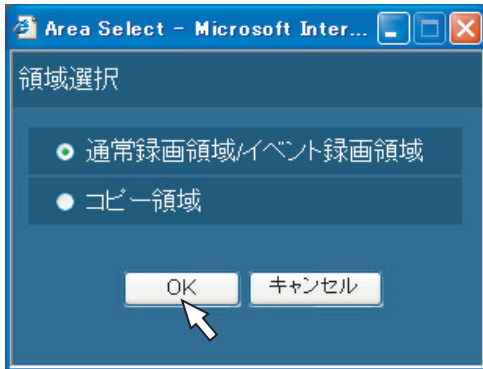 Area Select - Microsoft Inter...
領域選択
通常録画領域/イベント録画領域
コピー領域
OK キャンセル